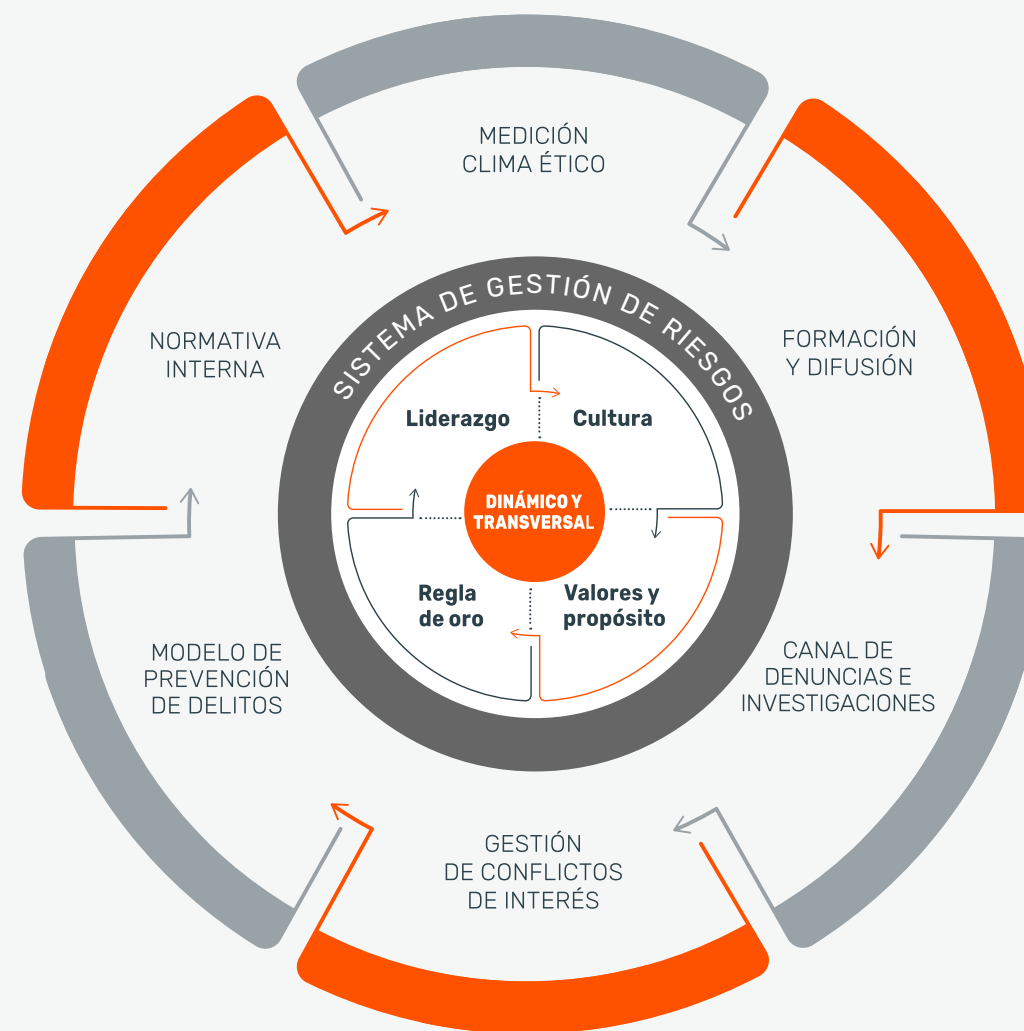 MEDICIÓN
CLIMA ÉTICO
FORMACIÓN
Y DIFUSIÓN
CANAL DE
DENUNCIAS E
INVESTIGACIONES
GESTIÓN
DE CONFLICTOS
DE INTERÉS
MODELO DE
PREVENCIÓN
DE DELITOS
NORMATIVA
INTERNA
SISTEMA DE GESTIÓN DE RIESGOS
Liderazgo
Cultura
Valores y
propósito
Regla
de oro
DINÁMICO Y
TRANSVERSAL